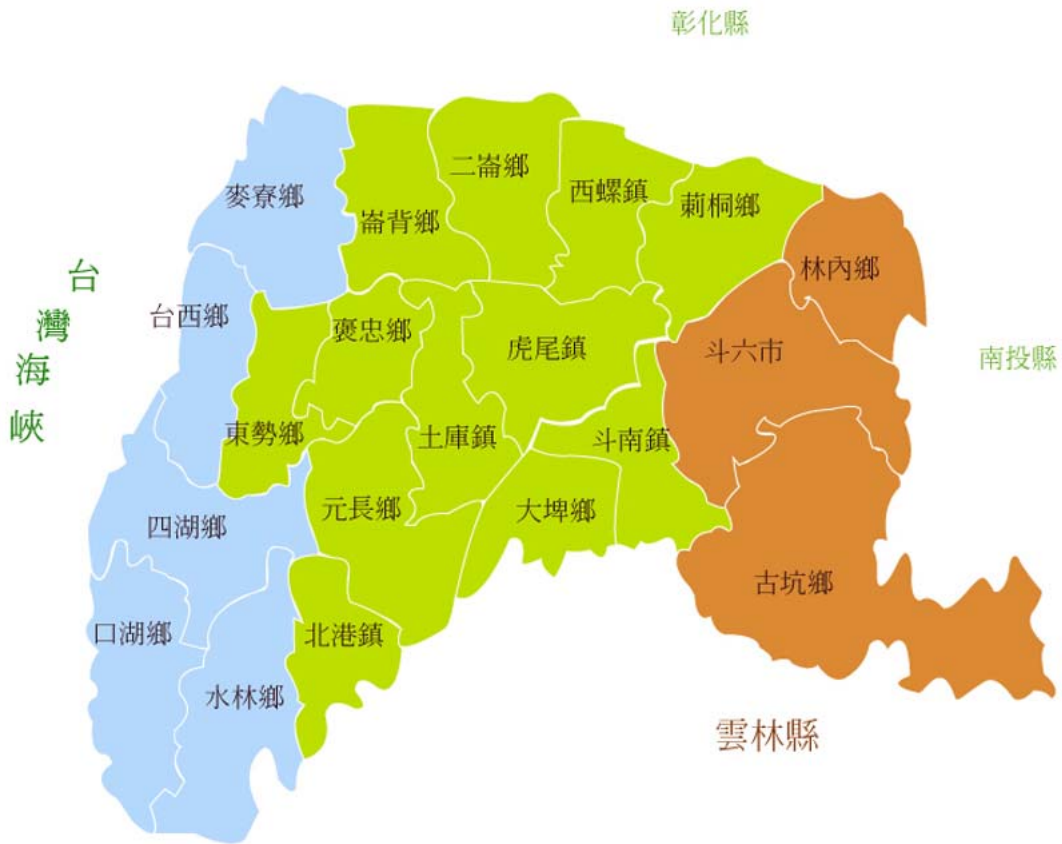 彰化縣
二崙鄉
麥寮鄉
崙背鄉
西螺鎮
莿桐鄉
林內鄉
台灣海峽
台西鄉
褒忠鄉
虎尾鎮
斗六市
南投縣
東勢鄉
土庫鎮
斗南鎮
四湖鄉
元長鄉
大埤鄉
古坑鄉
口湖鄉
北港鎮
水林鄉
雲林縣